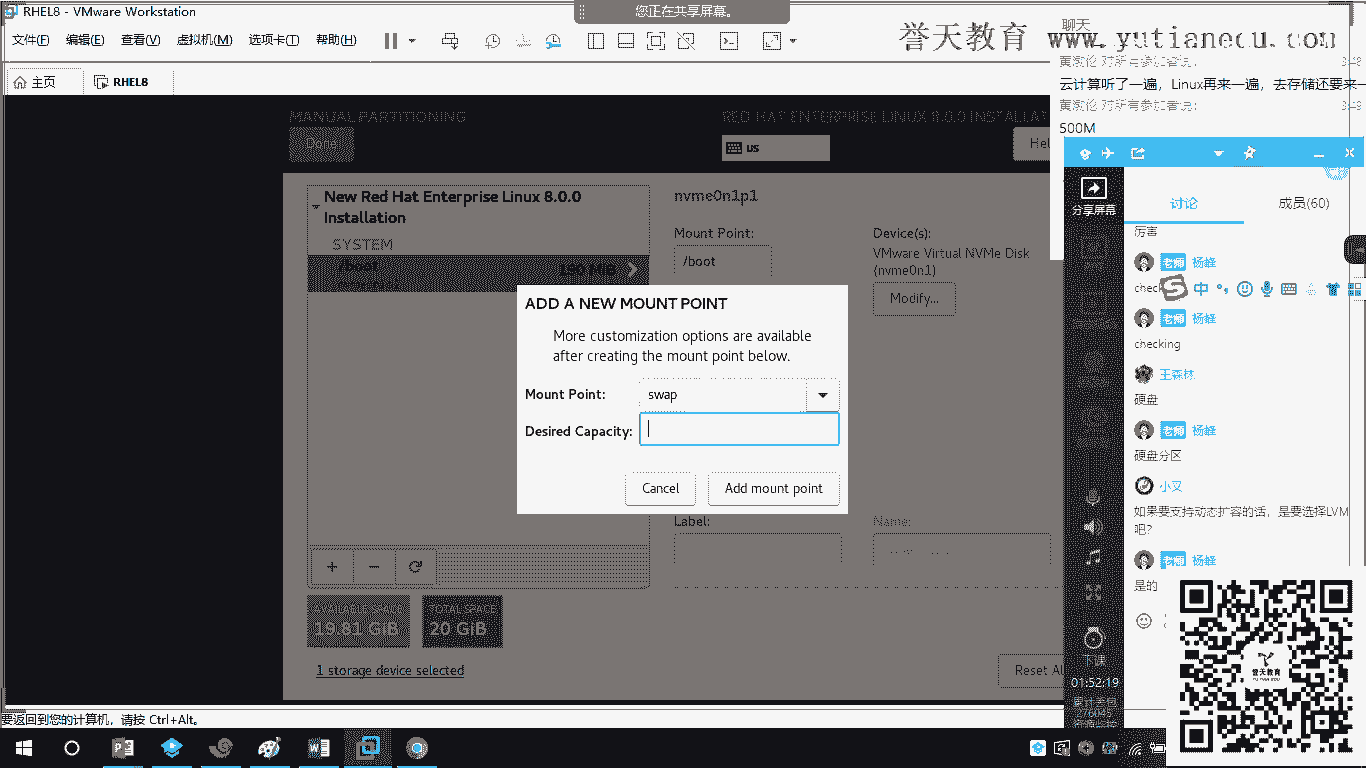 RHEL8 - VMware Workstation
您正在共享屏幕。
文件(F) 编辑(E) 查看(V) 虚拟机(M) 选项卡(T) 帮助(H)
誉天教育 www.yutianedu.com
主页
RHEL8
聊天
云计算听了一遍，Linux再来一遍，去存储还要来一
500M
MANUAL PARTITIONING
RED HAT ENTERPRISE LINUX 8.0.0 INSTALLAT
Done
us
Hel
New Red Hat Enterprise Linux 8.0.0
Installation
SYSTEM
/boot
190 MiB
nvme0n1p1
nvme0n1p1
Mount Point:
/boot
Device(s):
VMware Virtual NVMe Disk
(nvme0n1)
Modify...
ADD A NEW MOUNT POINT
More customization options are available
after creating the mount point below.
Mount Point:
swap
Desired Capacity:
Cancel
Add mount point
Label:
Name:
AVAILABLE SPACE
19.81 GiB
TOTAL SPACE
20 GiB
1 storage device selected
Reset Al
分享屏幕
讨论
成员(60)
厉害
老师 杨峰
check
中
老师 杨峰
checking
王森林
硬盘
老师 杨峰
硬盘分区
小又
如果要支持动态扩容的话，是要选择LVM
吧?
老师 杨峰
是的
下课
01:52:19
誉天教育
要返回到您的计算机，请按 Ctrl+Alt。